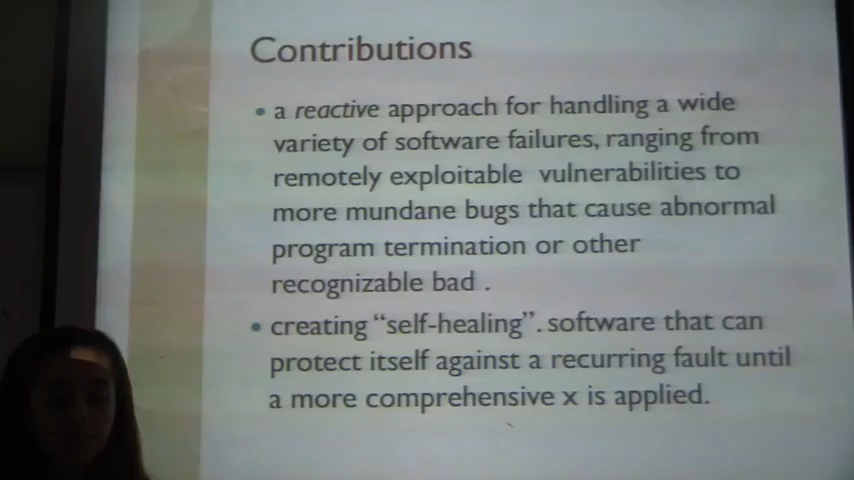 Contributions
• a reactive approach for handling a wide
variety of software failures, ranging from
remotely exploitable vulnerabilities to
more mundane bugs that cause abnormal
program termination or other
recognizable bad .
• creating “self-healing”. software that can
protect itself against a recurring fault until
a more comprehensive x is applied.